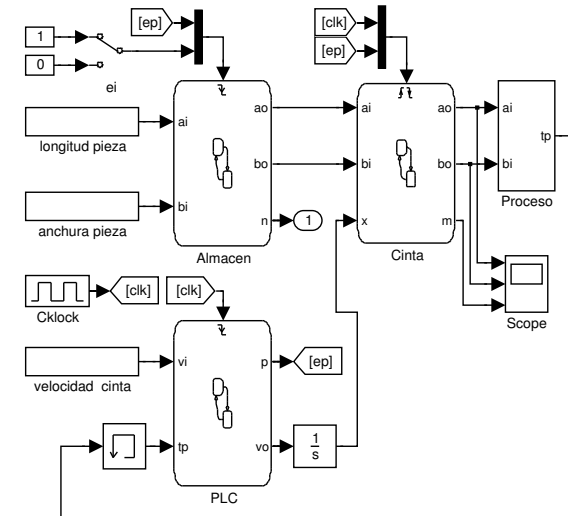 1
0
ei
[ep]
[clk]
[ep]
ai
longitud pieza
bi
anchura pieza
ao
bo
n
Almacen
1
ai
bi
x
ao
bo
m
Cinta
ai
bi
tp
Proceso
Scope
Cklock
[clk]
[clk]
vi
velocidad cinta
tp
p
vo
PLC
[ep]
1
s